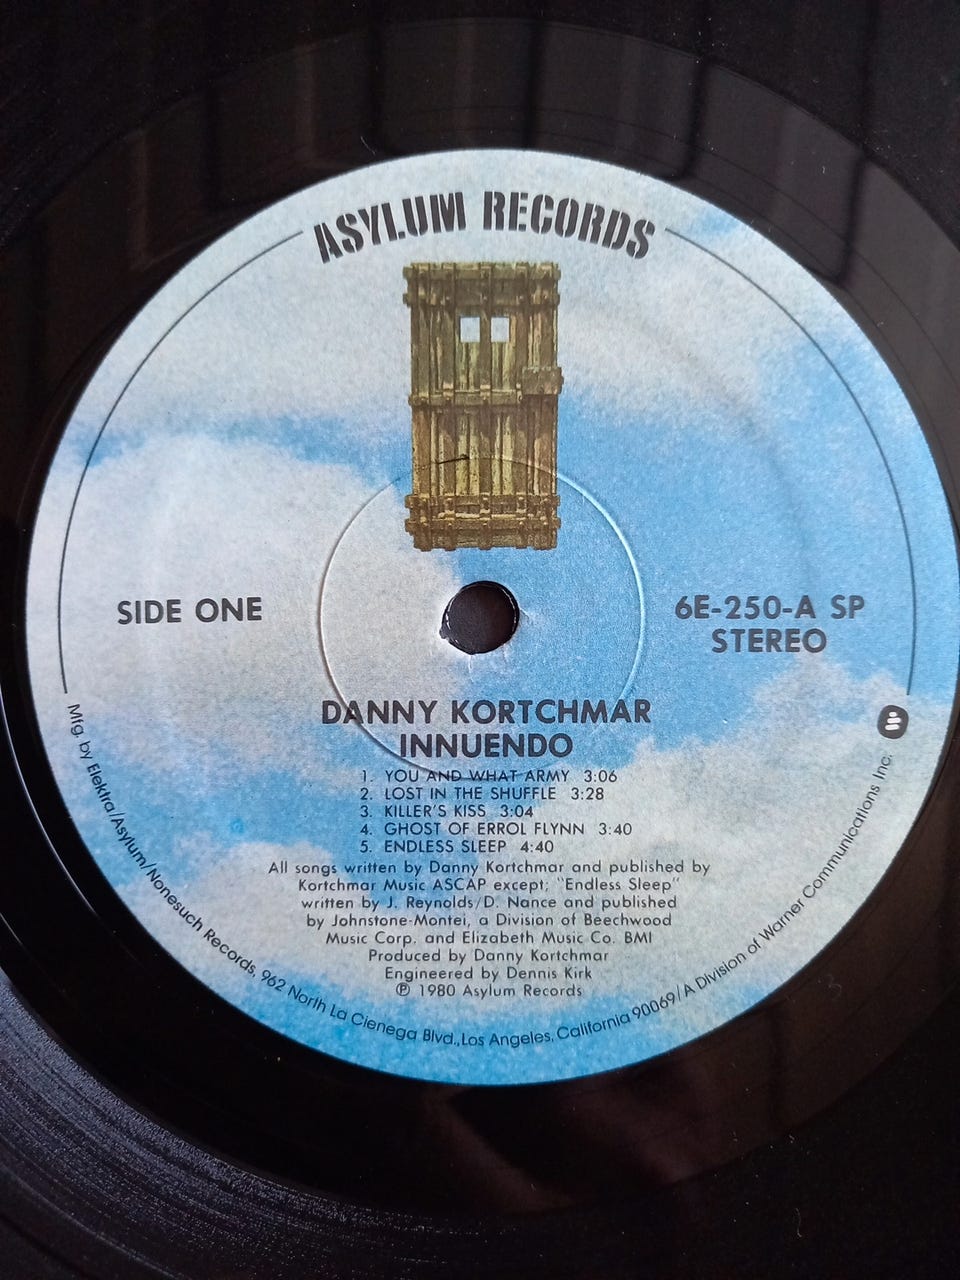 ASYLUM RECORDS
SIDE ONE
6E-250-A SP
STEREO
DANNY KORTCHMAR
INNUENDO
1. YOU AND WHAT ARMY 3:06
2. LOST IN THE SHUFFLE 3:28
3. KILLER'S KISS 3:04
4. GHOST OF ERROL FLYNN 3:40
5. ENDLESS SLEEP 4:40
All songs written by Danny Kortchmar and published by
Kortchmar Music ASCAP except; "Endless Sleep"
written by J. Reynolds/D. Nance and published
by Johnstone-Montei, a Division of Beechwood
Music Corp. and Elizabeth Music Co. BMI
Produced by Danny Kortchmar
Engineered by Dennis Kirk
℗ 1980 Asylum Records
Mfg. by Elektra/Asylum/Nonesuch Records, 962 North La Cienega Blvd., Los Angeles, California 90069/A Division of Warner Communications Inc.